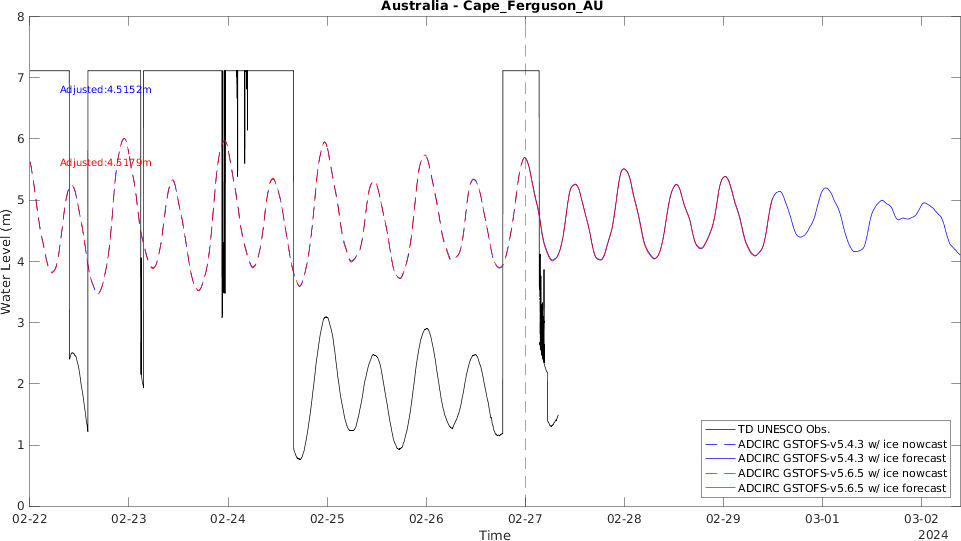 Australia - Cape_Ferguson_AU
8
7
6
5
4
3
2
1
0
Water Level (m)
Adjusted:4.5152m
Adjusted:4.5179m
TD UNESCO Obs.
ADCIRC GSTOFS-v5.4.3 w/ ice nowcast
ADCIRC GSTOFS-v5.4.3 w/ ice forecast
ADCIRC GSTOFS-v5.6.5 w/ ice nowcast
ADCIRC GSTOFS-v5.6.5 w/ ice forecast
02-22 02-23 02-24 02-25 02-26 02-27 02-28 02-29 03-01 03-02
Time
2024